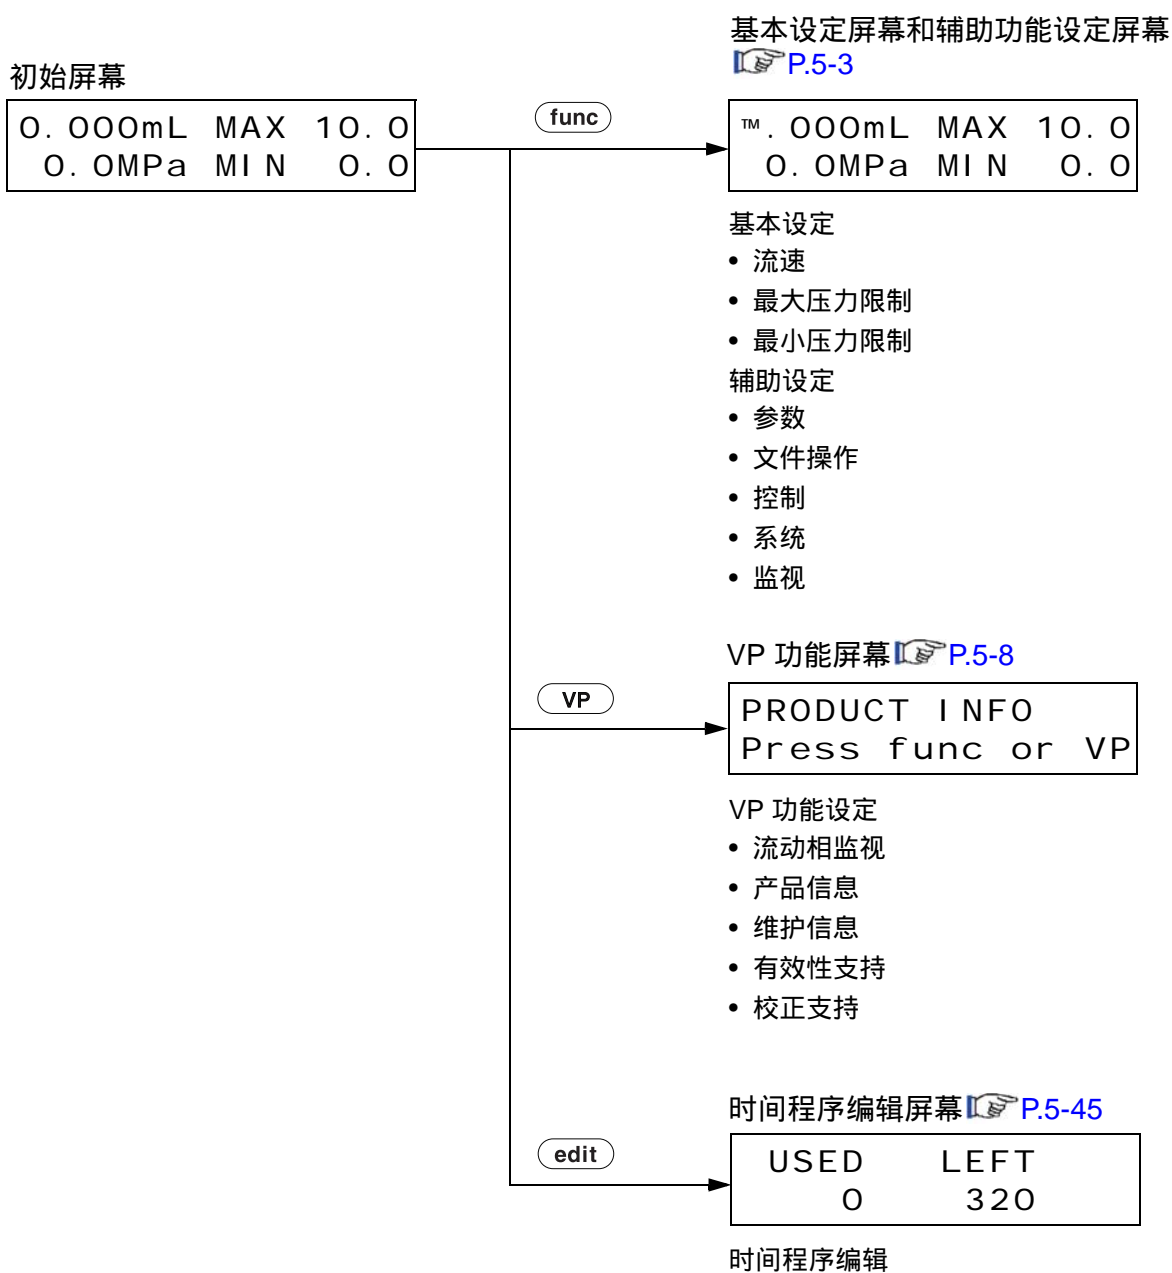 基本设定屏幕和辅助功能设定屏幕
P.5-3
初始屏幕
0.000mL MAX 10.0
0.0MPa MIN 0.0
func
™.000mL MAX 10.0
0.0MPa MIN 0.0
基本设定
• 流速
• 最大压力限制
• 最小压力限制
辅助设定
• 参数
• 文件操作
• 控制
• 系统
• 监视
VP 功能屏幕 P.5-8
VP
PRODUCT INFO
Press func or VP
VP 功能设定
• 流动相监视
• 产品信息
• 维护信息
• 有效性支持
• 校正支持
时间程序编辑屏幕 P.5-45
edit
USED LEFT
0 320
时间程序编辑